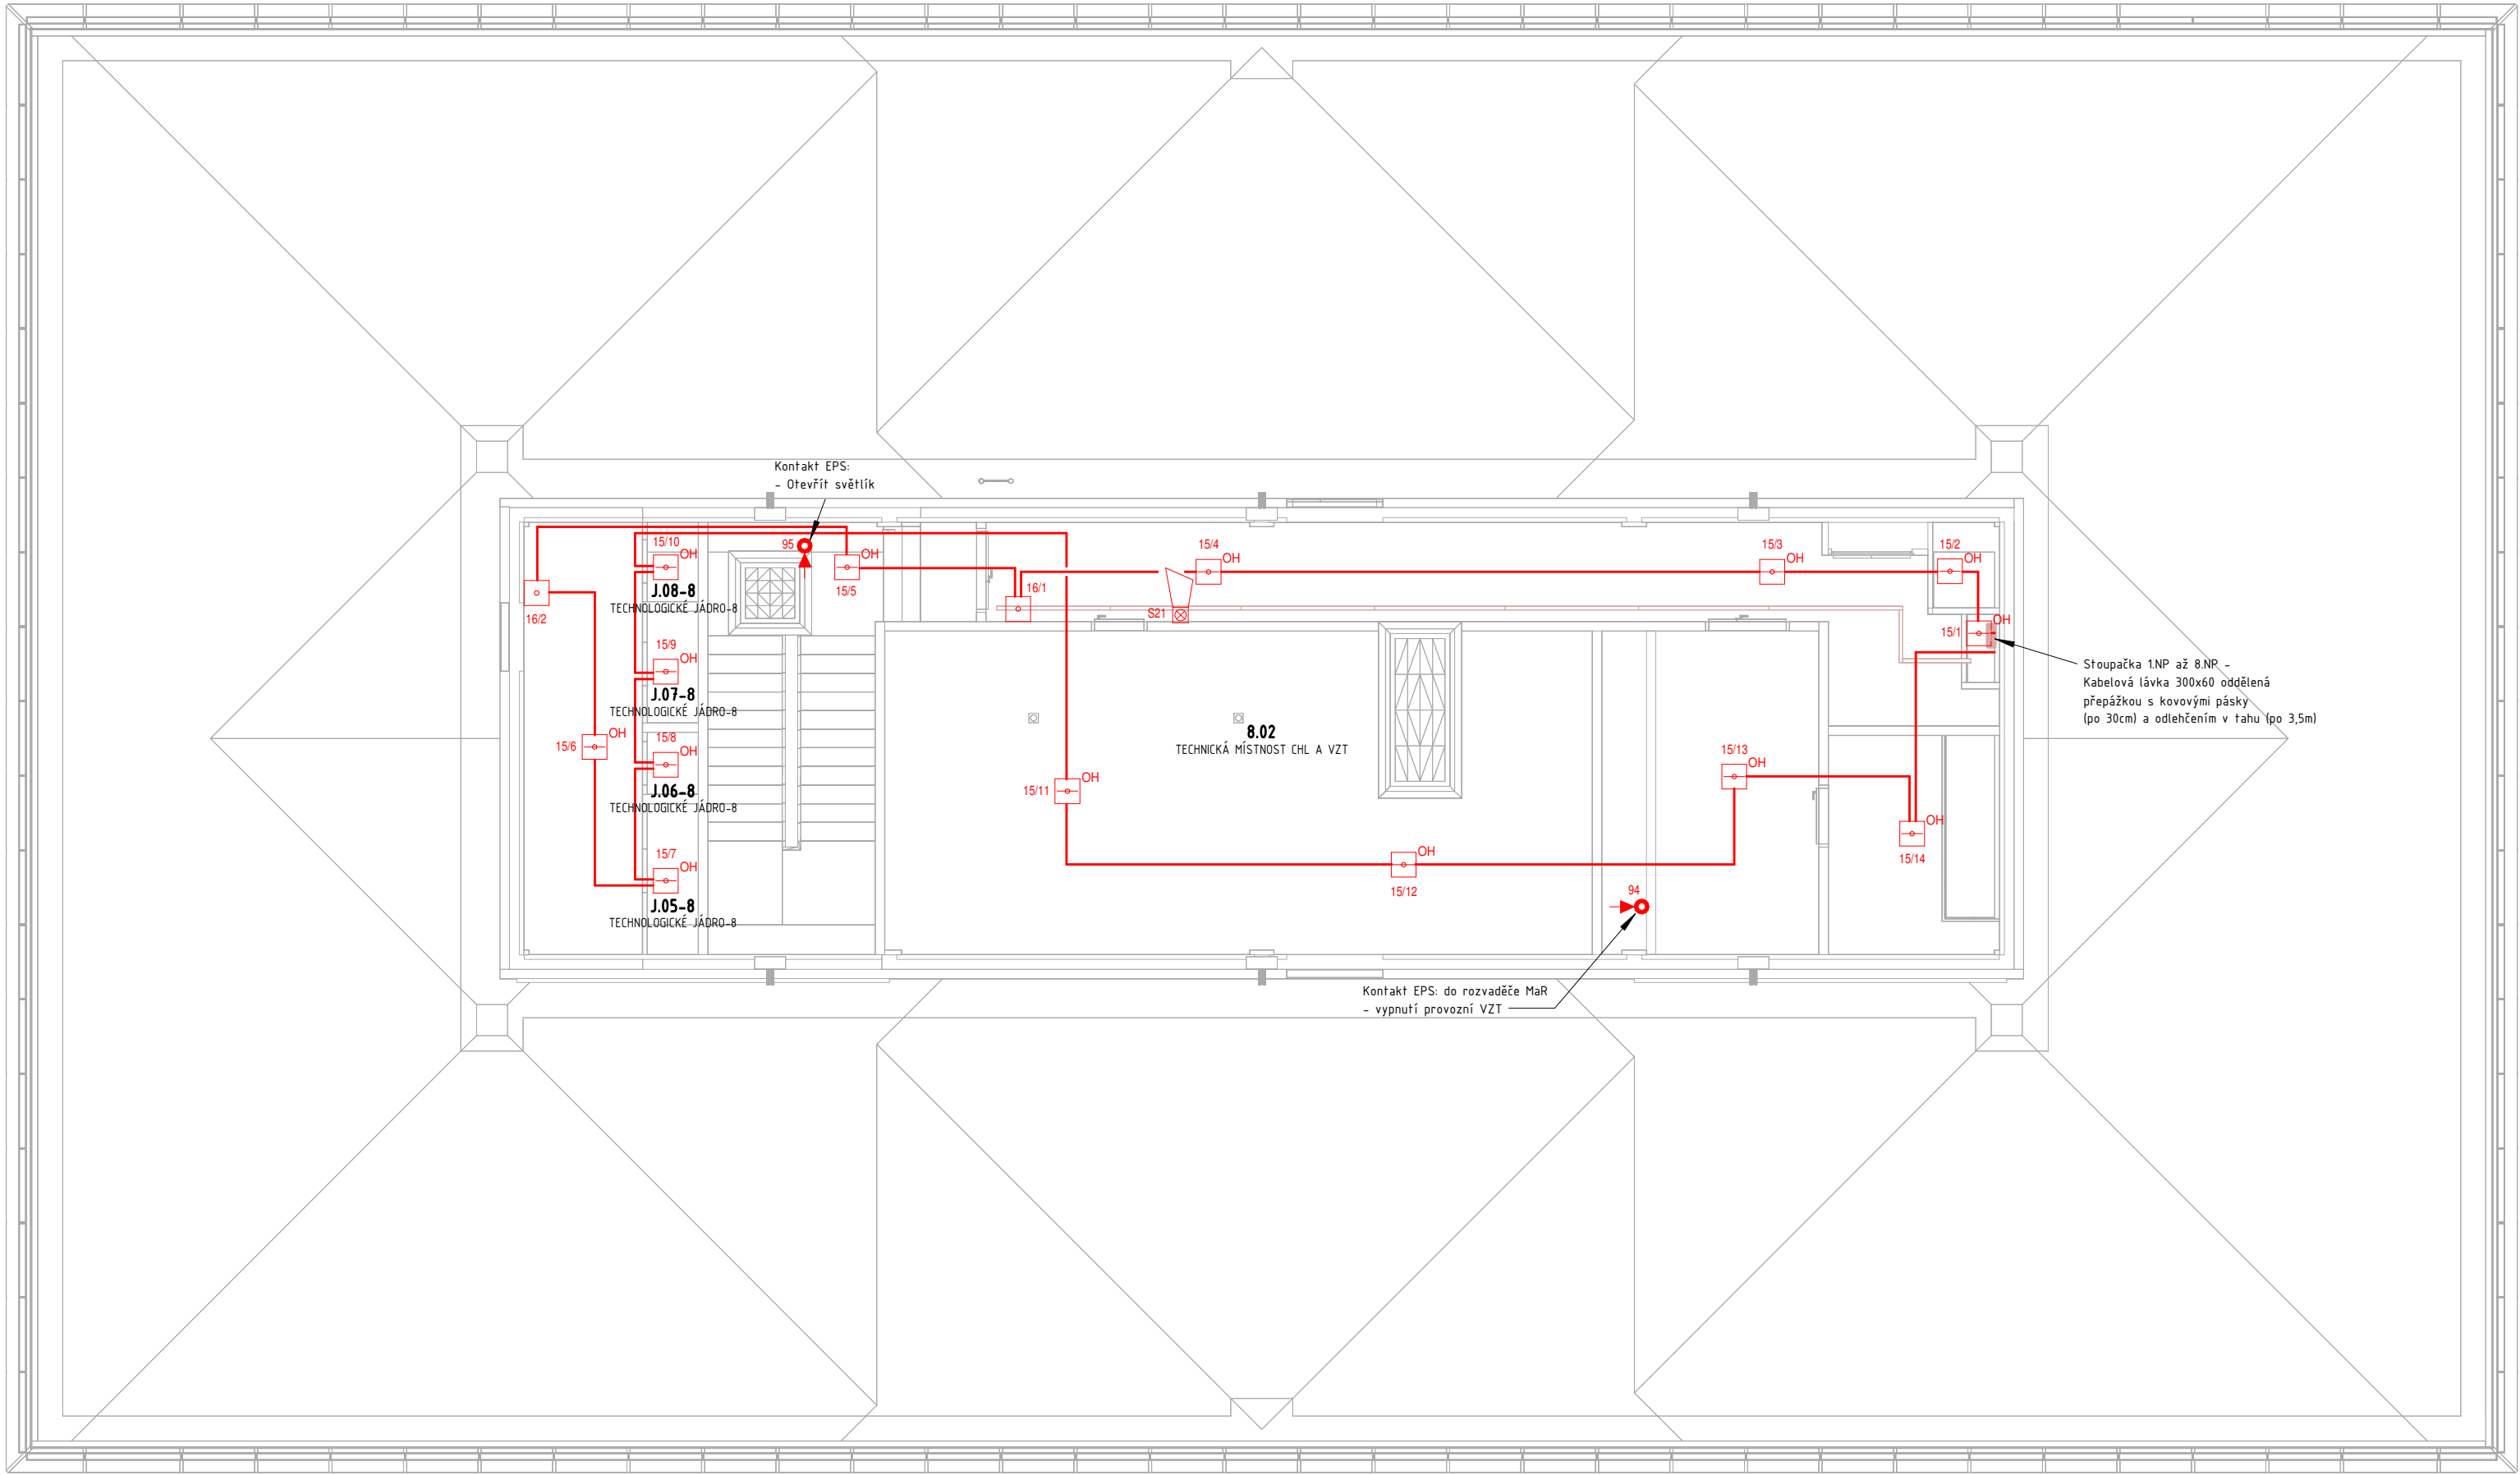 Kontakt EPS:
- Otevřít světlík
95
15/10
OH
J.08-8
TECHNOLOGICKÉ JÁDRO-8
OH
15/5
16/1
S21
15/4
OH
15/3
OH
15/2
OH
OH
15/1
16/2
15/9
OH
J.07-8
TECHNOLOGICKÉ JÁDRO-8
Stoupačka 1.NP až 8.NP -
Kabelová lávka 300x60 oddělená
přepážkou s kovovými pásky
(po 30cm) a odlehčením v tahu (po 3,5m)
15/6
OH
15/8
OH
J.06-8
TECHNOLOGICKÉ JÁDRO-8
8.02
TECHNICKÁ MÍSTNOST CHL A VZT
15/11
OH
15/13
OH
OH
15/14
15/7
OH
J.05-8
TECHNOLOGICKÉ JÁDRO-8
OH
15/12
94
Kontakt EPS: do rozvaděče MaR
- vypnutí provozní VZT